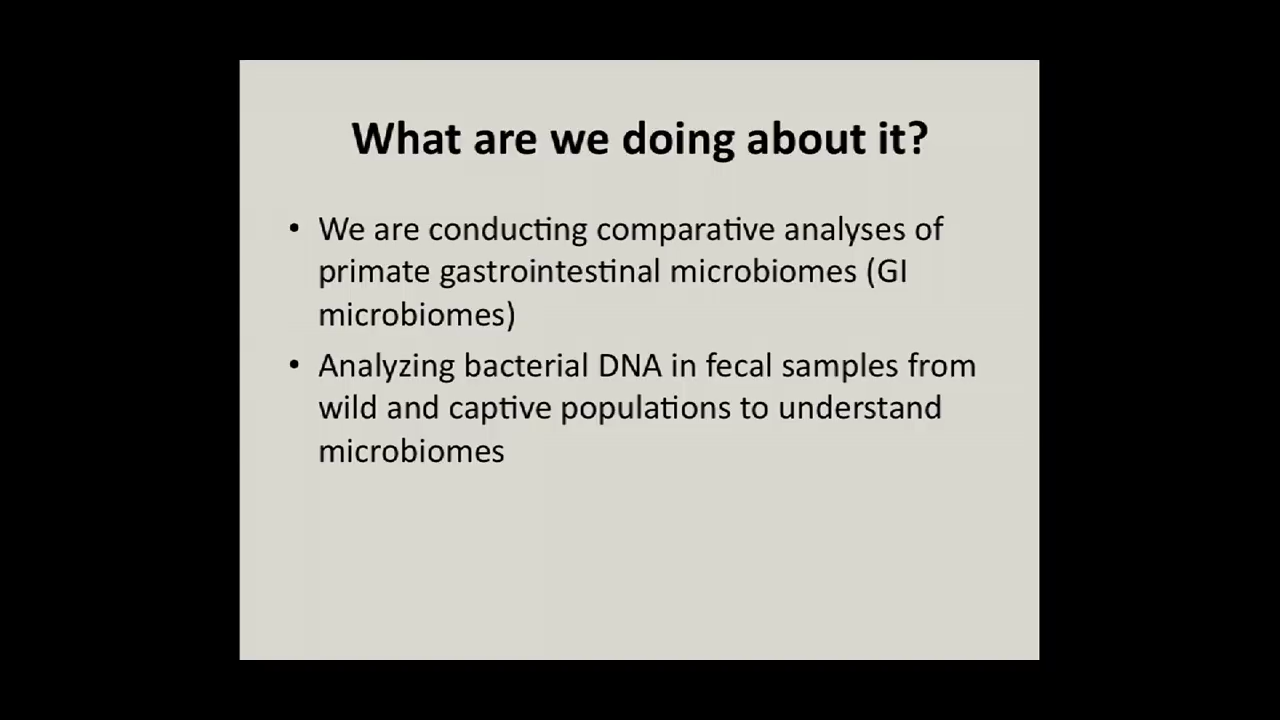 What are we doing about it?
• We are conducting comparative analyses of
primate gastrointestinal microbiomes (GI
microbiomes)
• Analyzing bacterial DNA in fecal samples from
wild and captive populations to understand
microbiomes